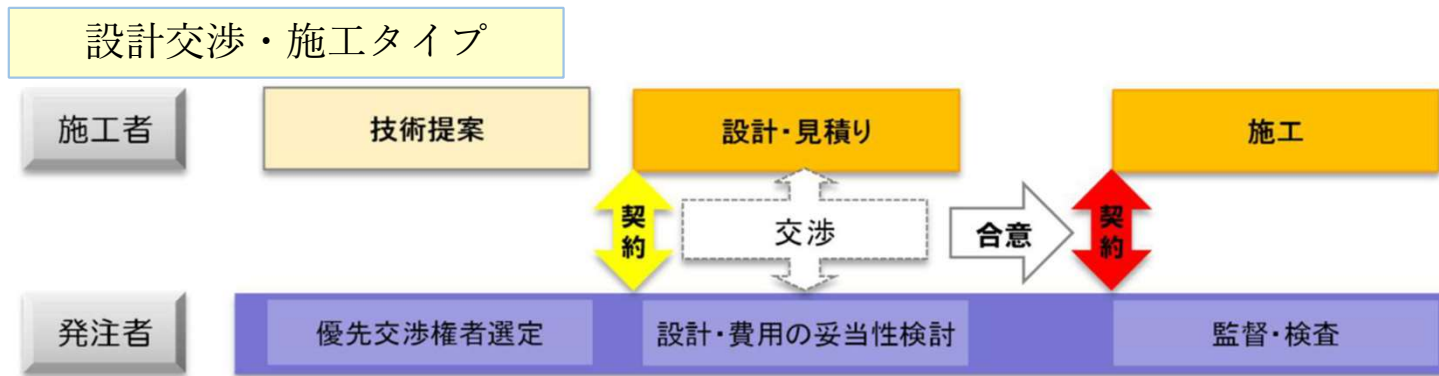 設計交渉・施工タイプ
施工者
技術提案
設計・見積り
施工
契約
交渉
合意
契約
発注者
優先交渉権者選定
設計・費用の妥当性検討
監督・検査